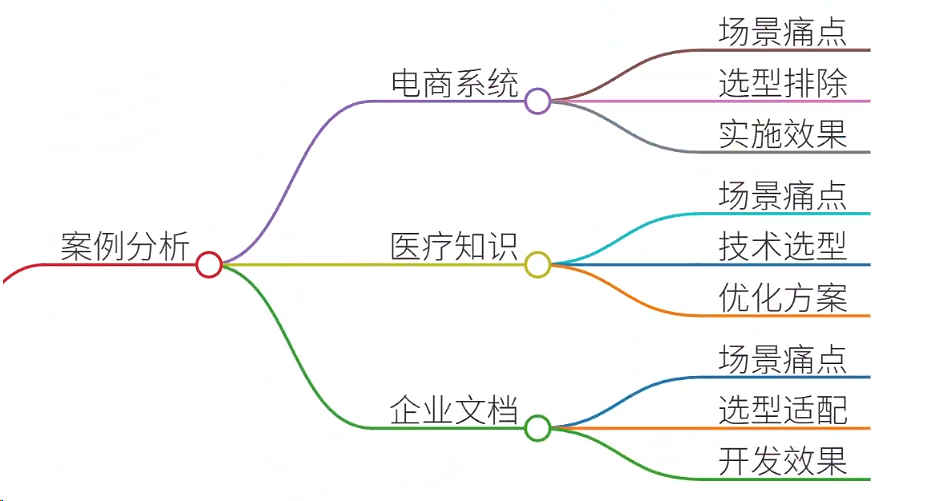 案例分析
电商系统
场景痛点
选型排除
实施效果
医疗知识
场景痛点
技术选型
优化方案
企业文档
场景痛点
选型适配
开发效果